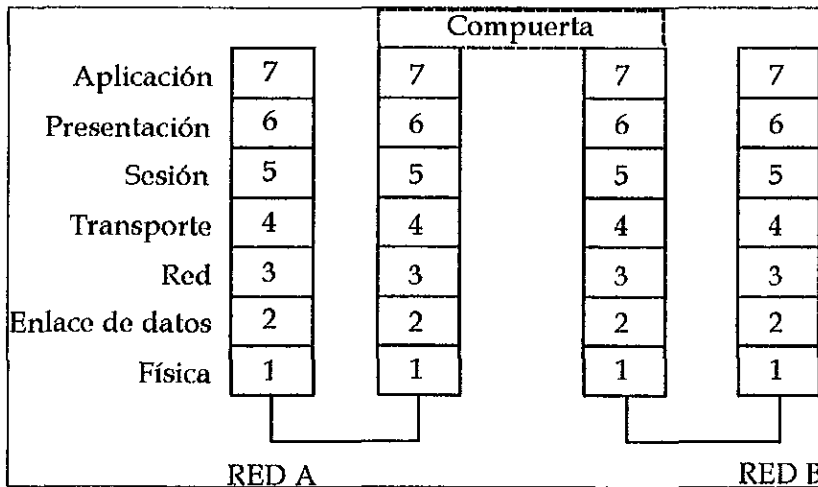 Compuerta
Aplicación 7 7 7 7
Presentación 6 6 6 6
Sesión 5 5 5 5
Transporte 4 4 4 4
Red 3 3 3 3
Enlace de datos 2 2 2 2
Física 1 1 1 1
RED A RED B